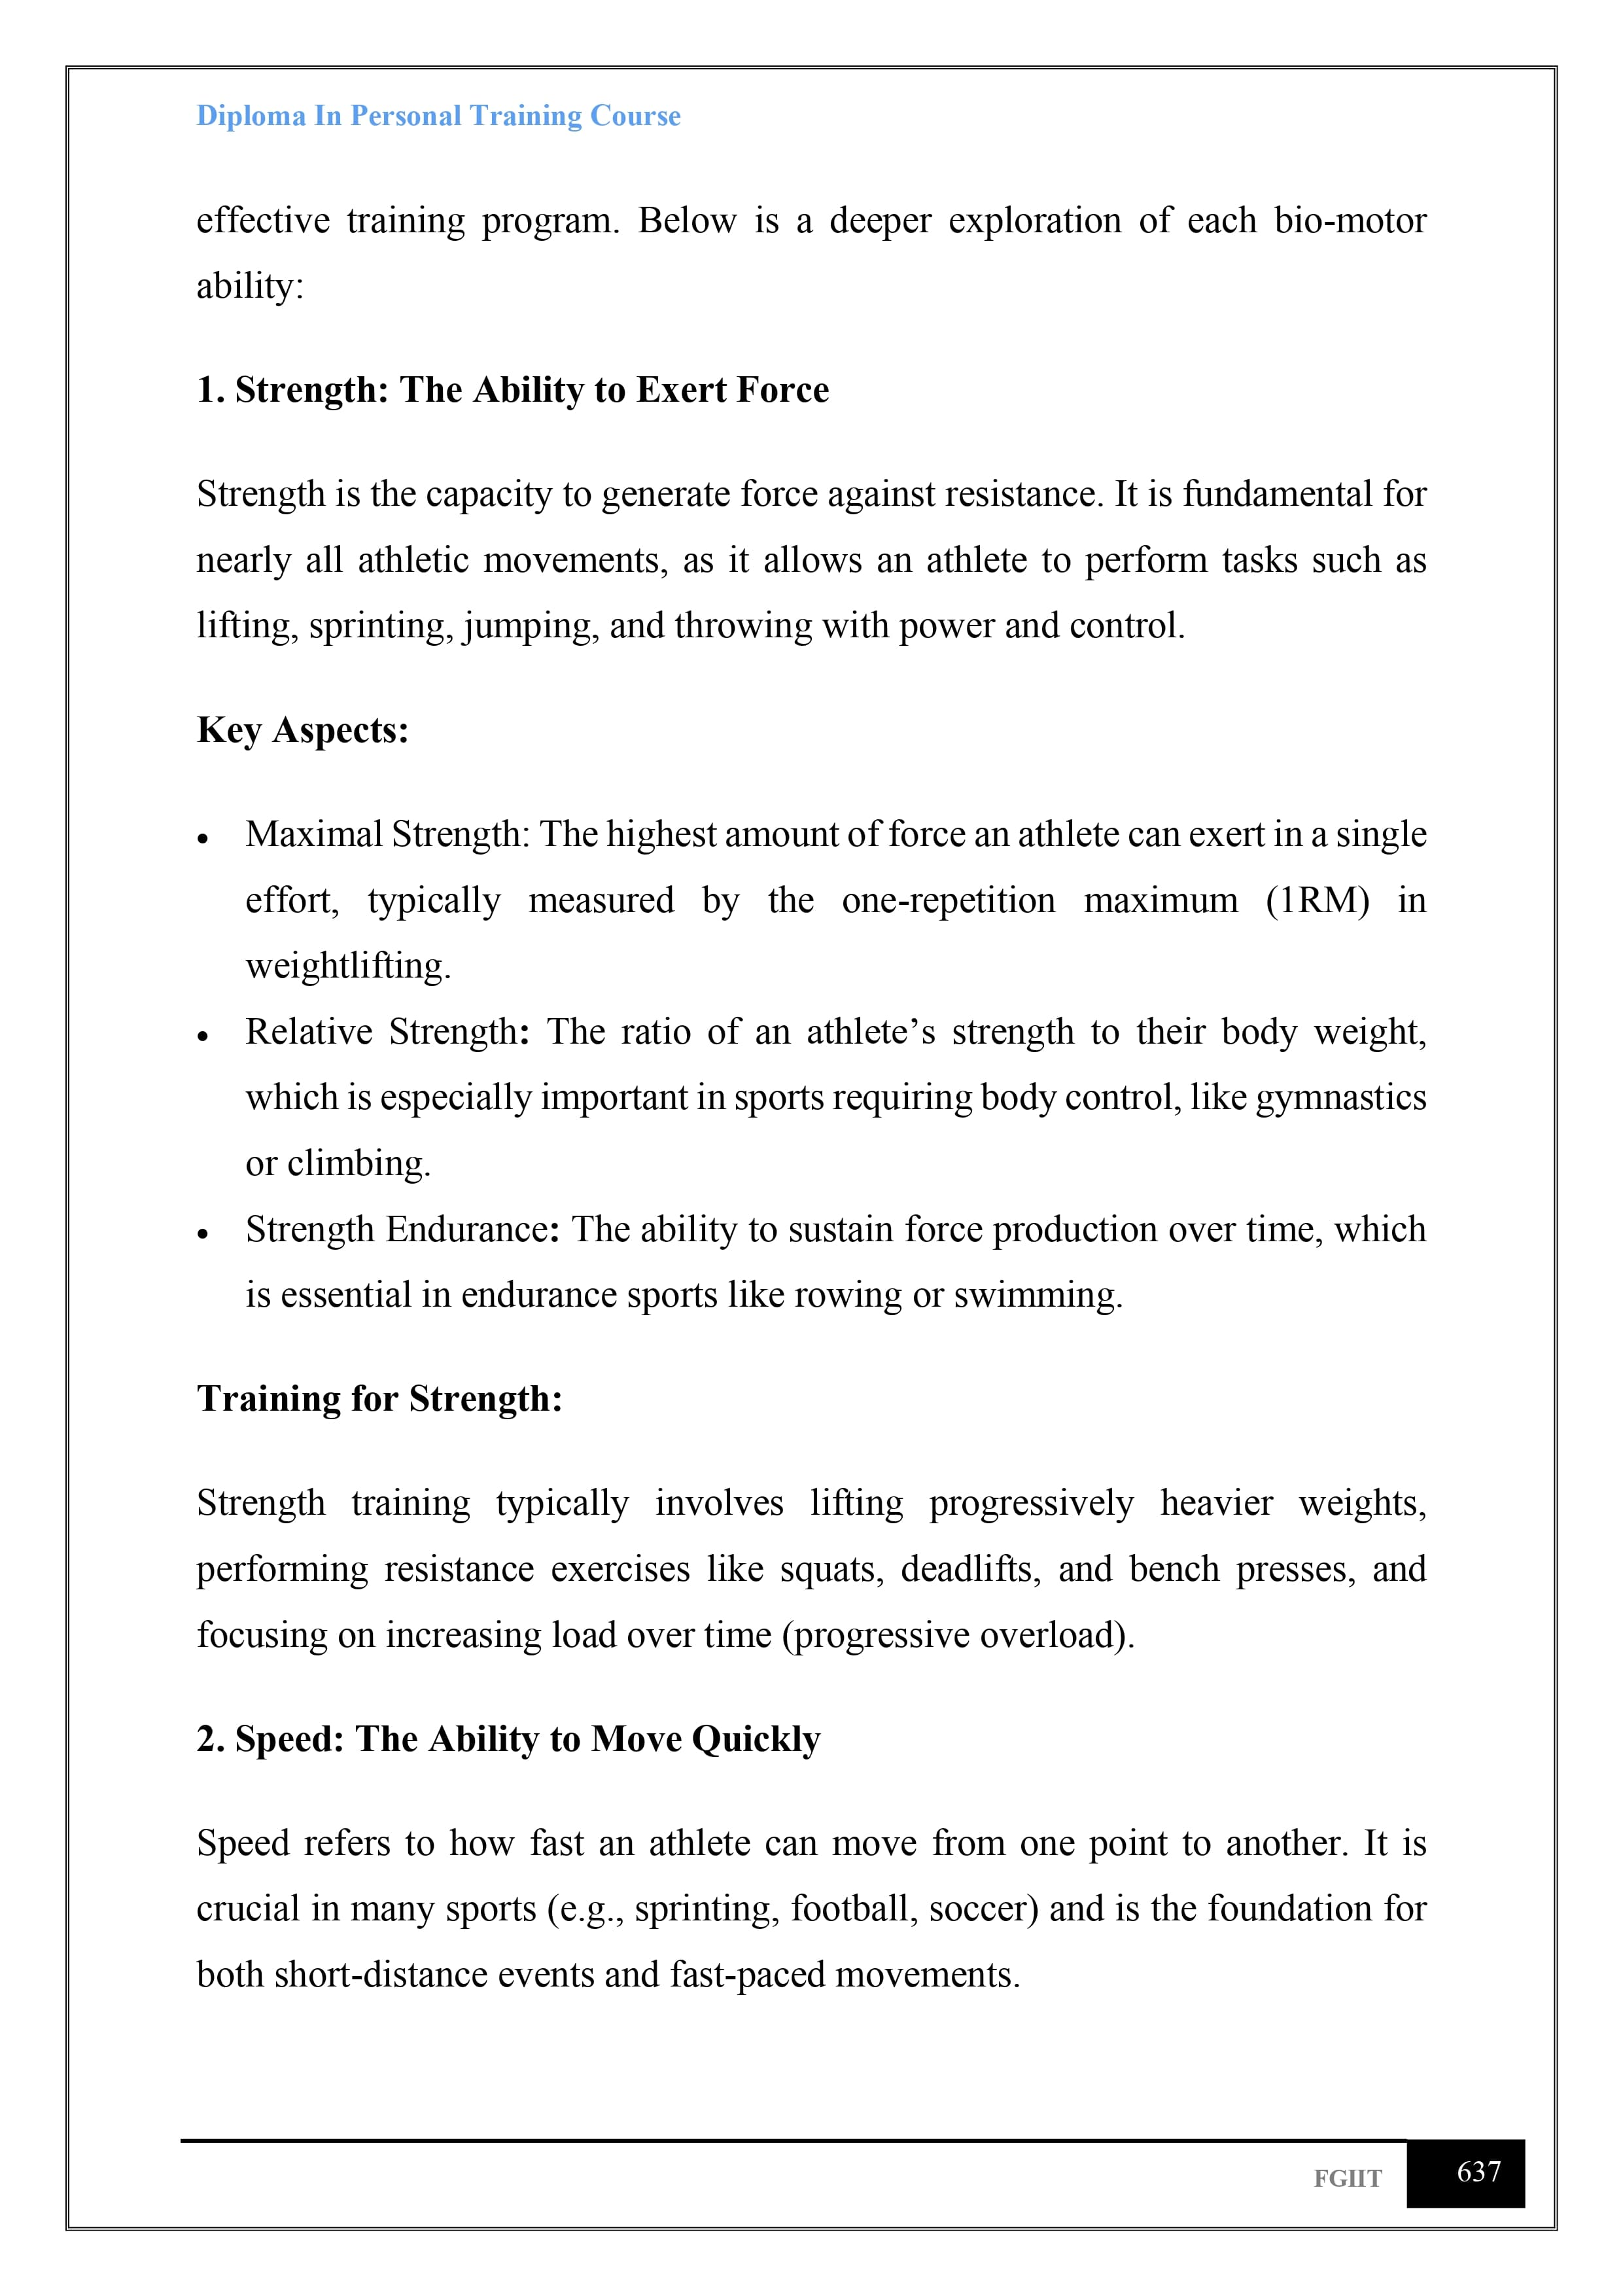 Diploma In Personal Training Course
effective training program. Below is a deeper exploration of each bio-motor
ability:
1. Strength: The Ability to Exert Force
Strength is the capacity to generate force against resistance. It is fundamental for
nearly all athletic movements, as it allows an athlete to perform tasks such as
lifting, sprinting, jumping, and throwing with power and control.
Key Aspects:
• Maximal Strength: The highest amount of force an athlete can exert in a single
effort, typically measured by the one-repetition maximum (1RM) in
weightlifting.
• Relative Strength: The ratio of an athlete’s strength to their body weight,
which is especially important in sports requiring body control, like gymnastics
or climbing.
• Strength Endurance: The ability to sustain force production over time, which
is essential in endurance sports like rowing or swimming.
Training for Strength:
Strength training typically involves lifting progressively heavier weights,
performing resistance exercises like squats, deadlifts, and bench presses, and
focusing on increasing load over time (progressive overload).
2. Speed: The Ability to Move Quickly
Speed refers to how fast an athlete can move from one point to another. It is
crucial in many sports (e.g., sprinting, football, soccer) and is the foundation for
both short-distance events and fast-paced movements.
FGIIT 637